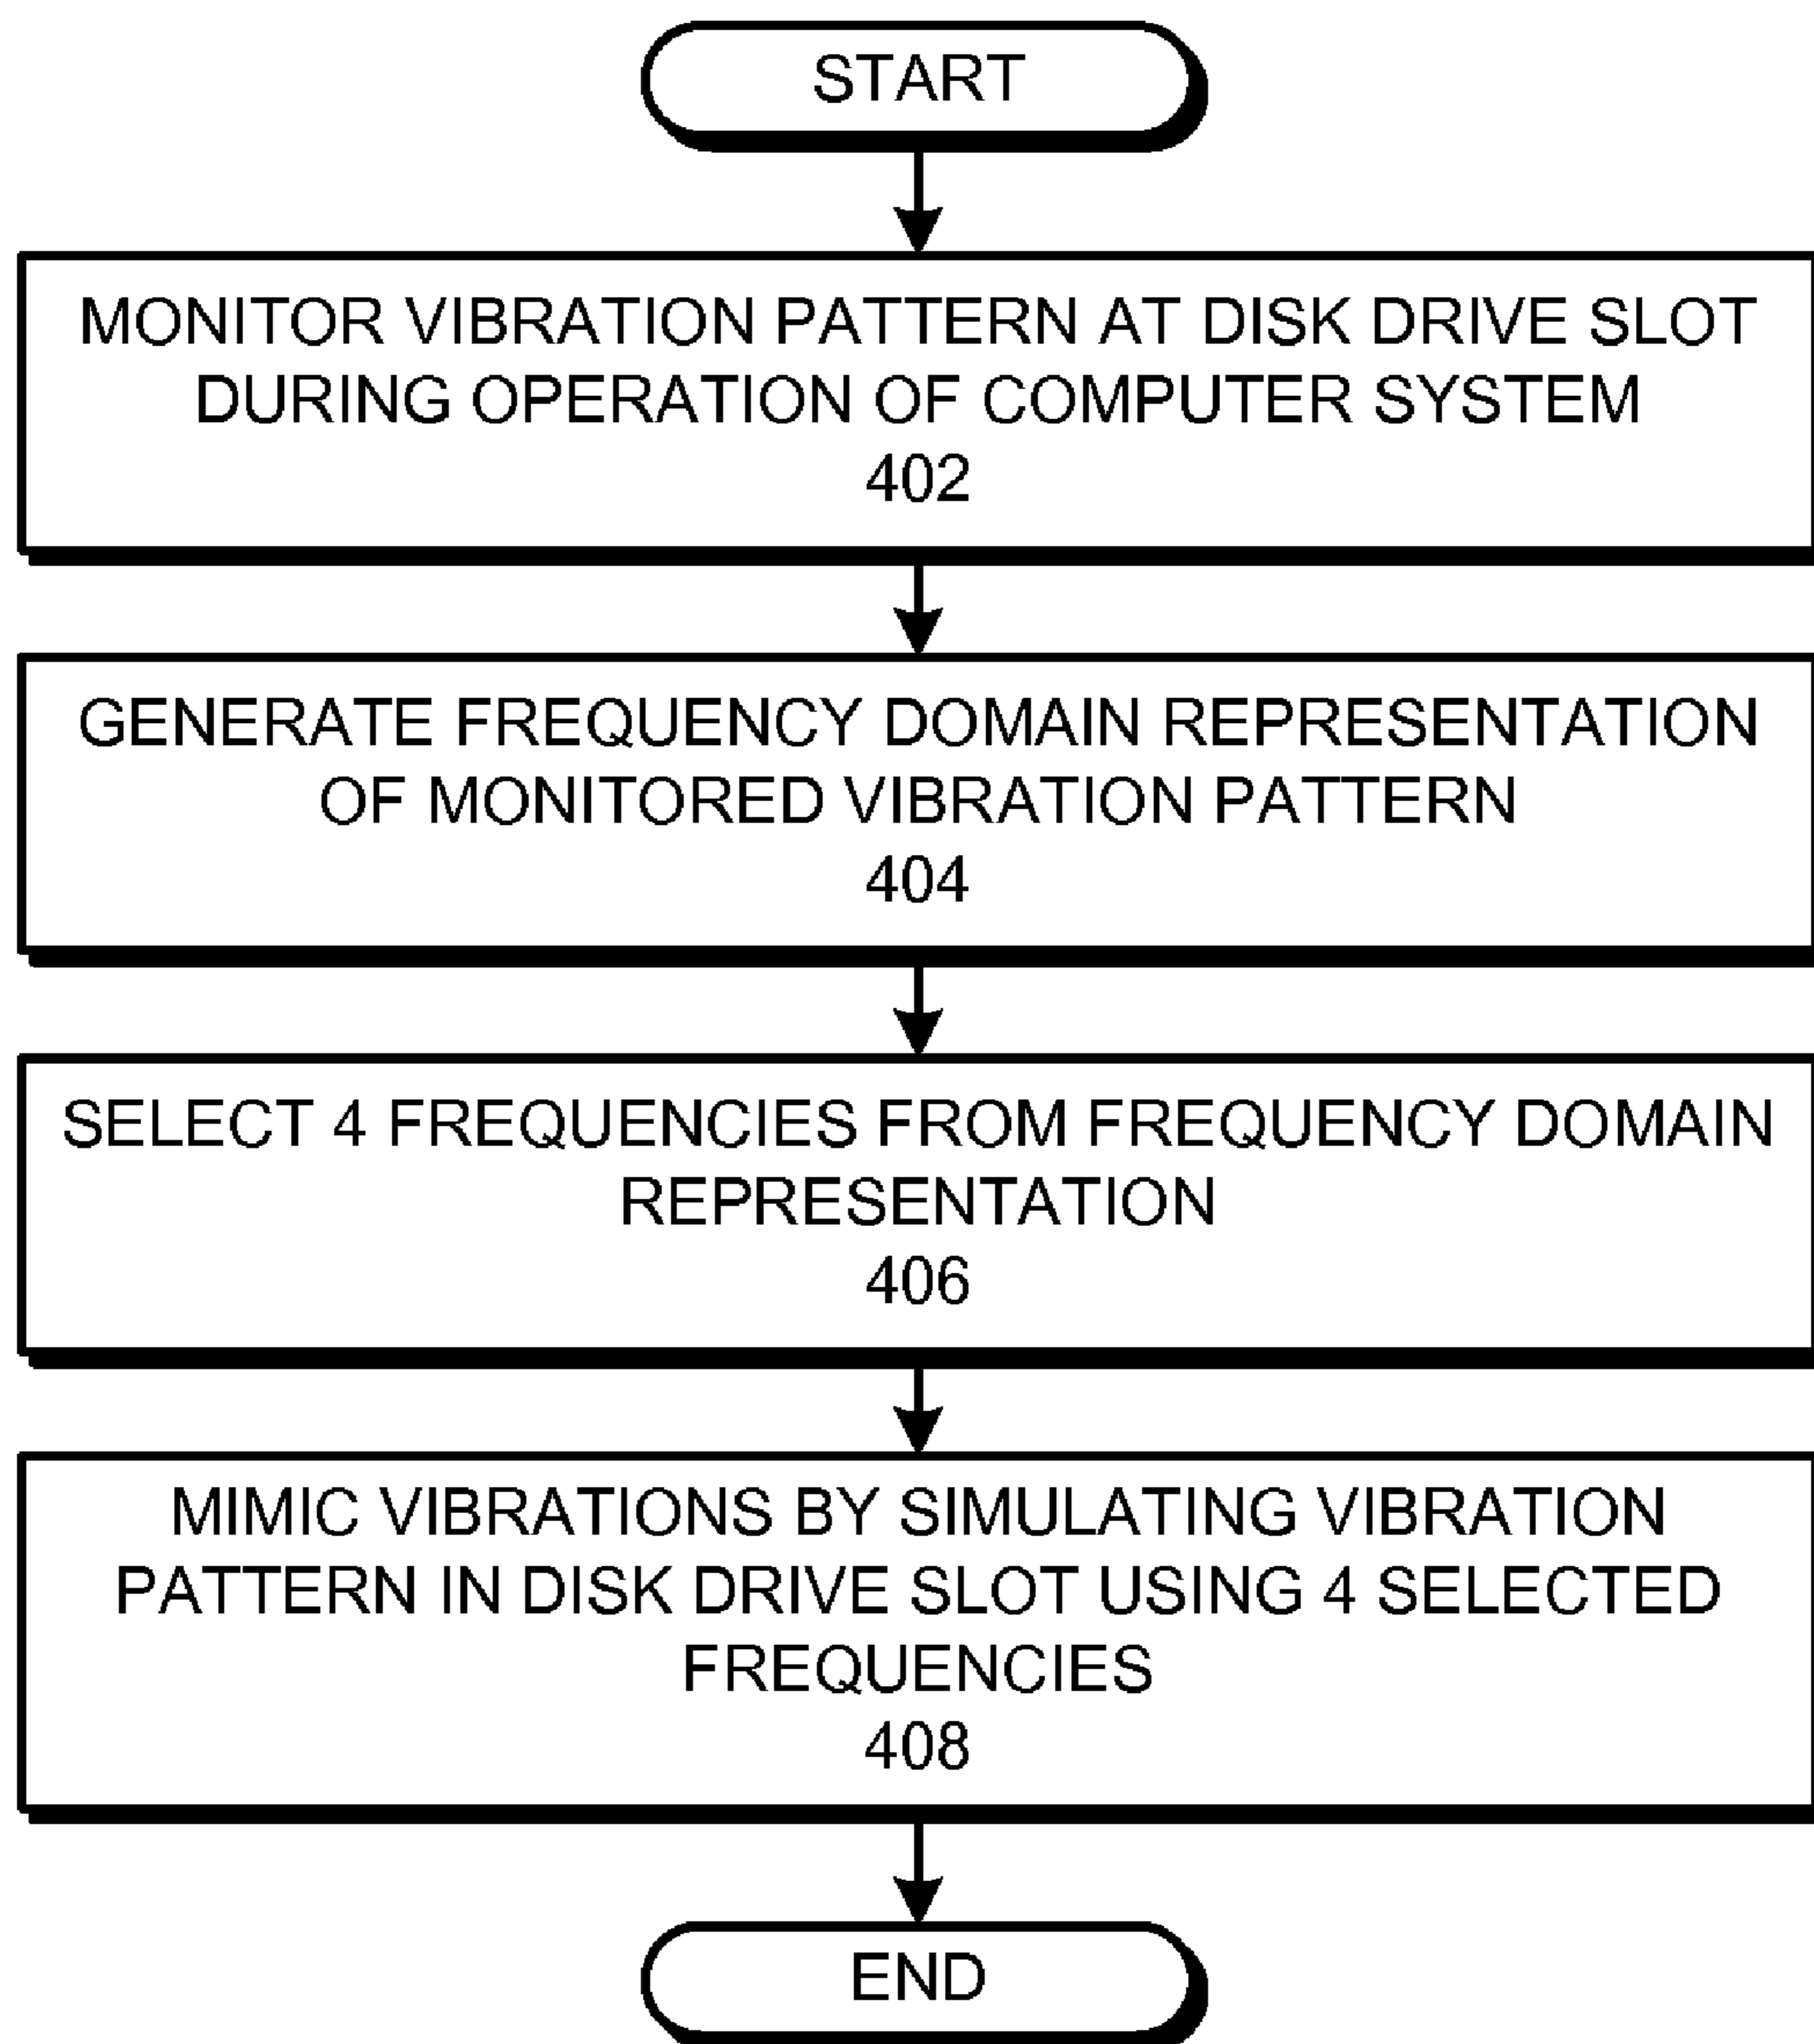 START
MONITOR VIBRATION PATTERN AT DISK DRIVE SLOT
DURING OPERATION OF COMPUTER SYSTEM
402
GENERATE FREQUENCY DOMAIN REPRESENTATION
OF MONITORED VIBRATION PATTERN
404
SELECT 4 FREQUENCIES FROM FREQUENCY DOMAIN
REPRESENTATION
406
MIMIC VIBRATIONS BY SIMULATING VIBRATION
PATTERN IN DISK DRIVE SLOT USING 4 SELECTED
FREQUENCIES
408
END